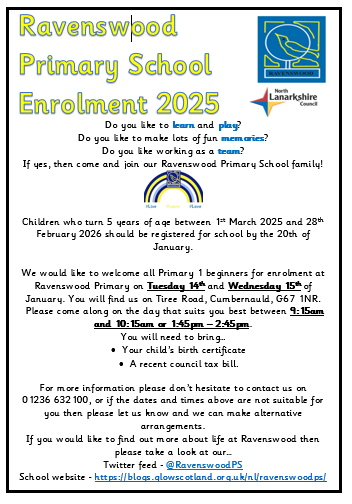 Ravenswood
Primary School
Enrolment 2025
RAVENSWOOD
North
Lanarkshire
Council
Do you like to learn and play?
Do you like to make lots of fun memories?
Do you like working as a team?
If yes, then come and join our Ravenswood Primary School family!
Children who turn 5 years of age between 1st March 2025 and 28th
February 2026 should be registered for school by the 20th of
January.
We would like to welcome all Primary 1 beginners for enrolment at
Ravenswood Primary on Tuesday 14th and Wednesday 15th of
January. You will find us on Tiree Road, Cumbernauld, G67 1NR.
Please come along on the day that suits you best between 9:15am
and 10:15am or 1:45pm – 2:45pm.
You will need to bring...
• Your child's birth certificate
• A recent council tax bill.
For more information please don't hesitate to contact us on
01236 632100, or if the dates and times above are not suitable for
you then please let us know and we can make alternative
arrangements.
If you would like to find out more about life at Ravenswood then
please take a look at our...
Twitter feed - @RavenswoodPS
School website - https://blogs.glowscotland.org.uk/nl/ravenswoodps/